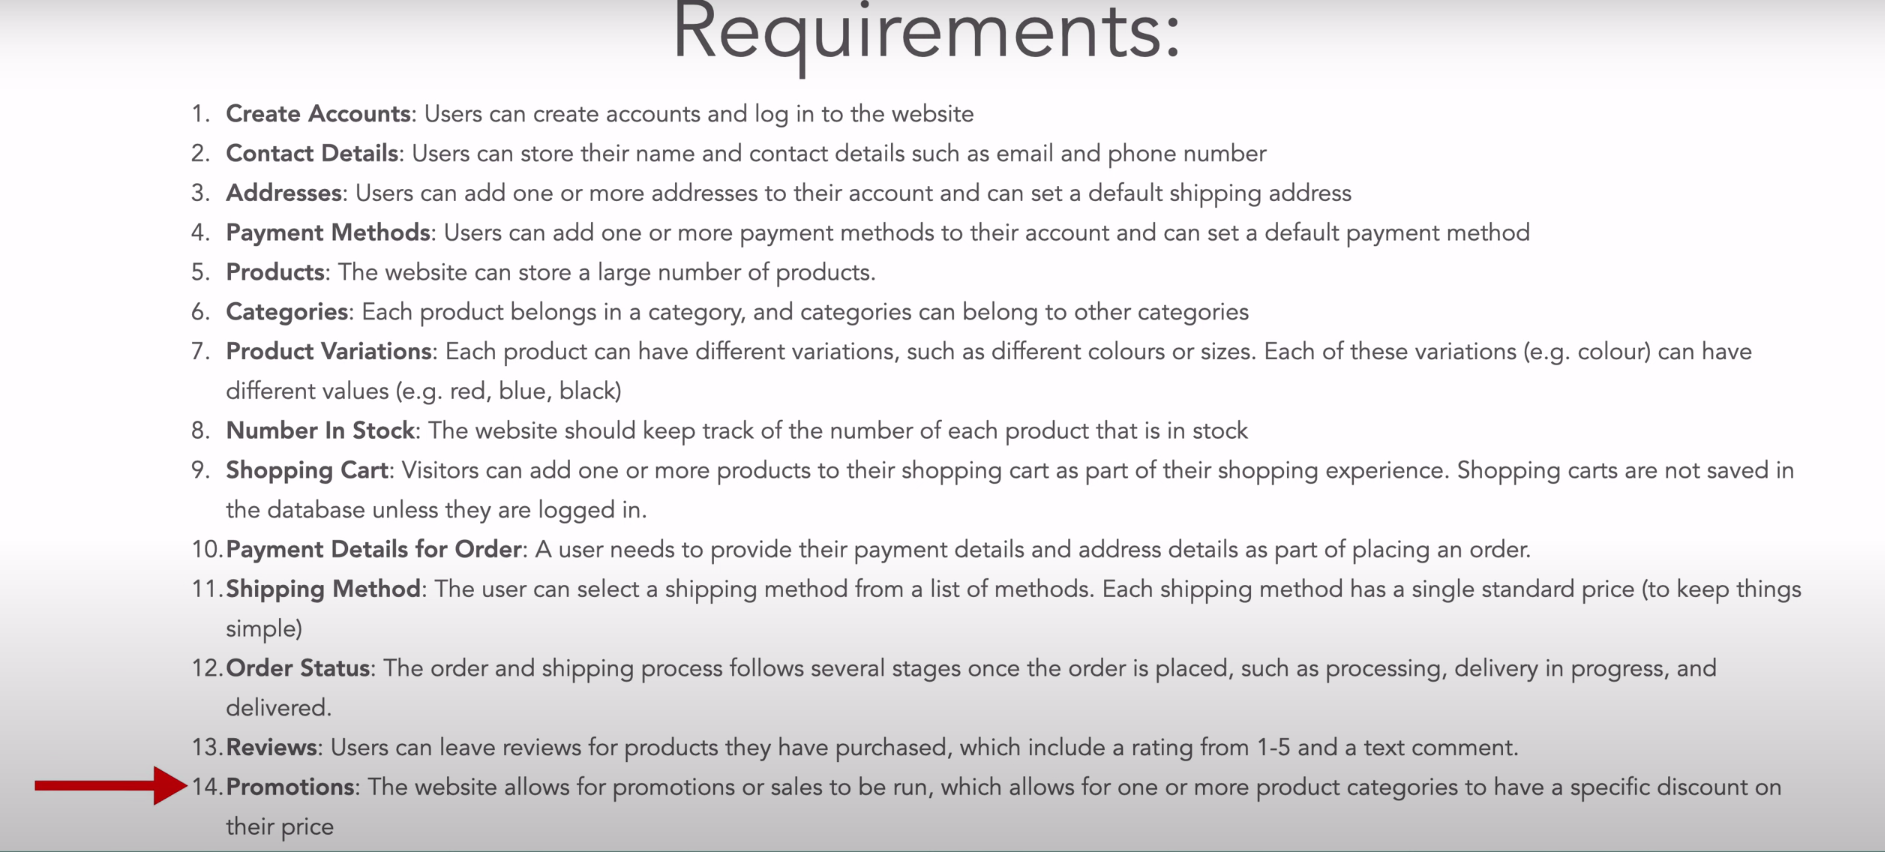 Requirements:
1. Create Accounts: Users can create accounts and log in to the website
2. Contact Details: Users can store their name and contact details such as email and phone number
3. Addresses: Users can add one or more addresses to their account and can set a default shipping address
4. Payment Methods: Users can add one or more payment methods to their account and can set a default payment method
5. Products: The website can store a large number of products.
6. Categories: Each product belongs in a category, and categories can belong to other categories
7. Product Variations: Each product can have different variations, such as different colours or sizes. Each of these variations (e.g. colour) can have
different values (e.g. red, blue, black)
8. Number In Stock: The website should keep track of the number of each product that is in stock
9. Shopping Cart: Visitors can add one or more products to their shopping cart as part of their shopping experience. Shopping carts are not saved in
the database unless they are logged in.
10. Payment Details for Order: A user needs to provide their payment details and address details as part of placing an order.
11. Shipping Method: The user can select a shipping method from a list of methods. Each shipping method has a single standard price (to keep things
simple)
12. Order Status: The order and shipping process follows several stages once the order is placed, such as processing, delivery in progress, and
delivered.
13. Reviews: Users can leave reviews for products they have purchased, which include a rating from 1-5 and a text comment.
14. Promotions: The website allows for promotions or sales to be run, which allows for one or more product categories to have a specific discount on
their price